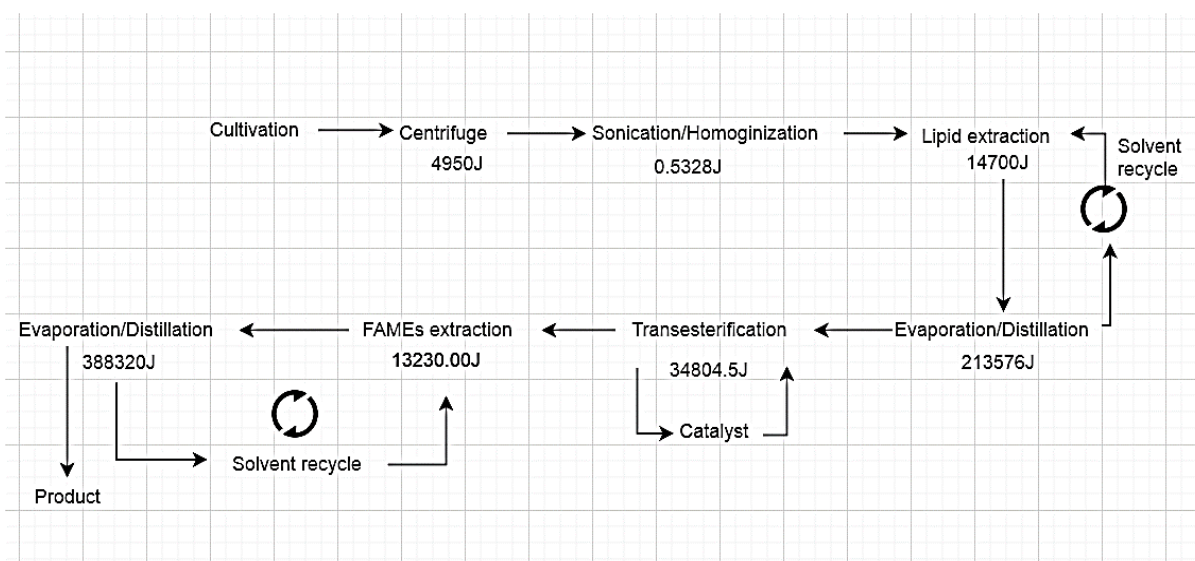 Cultivation
Centrifuge
4950J
Sonication/Homoginization
0.5328J
Lipid extraction
14700J
Solvent
recycle
Evaporation/Distillation
388320J
FAMEs extraction
13230.00J
Transesterification
34804.5J
Evaporation/Distillation
213576J
Catalyst
Solvent recycle
Product